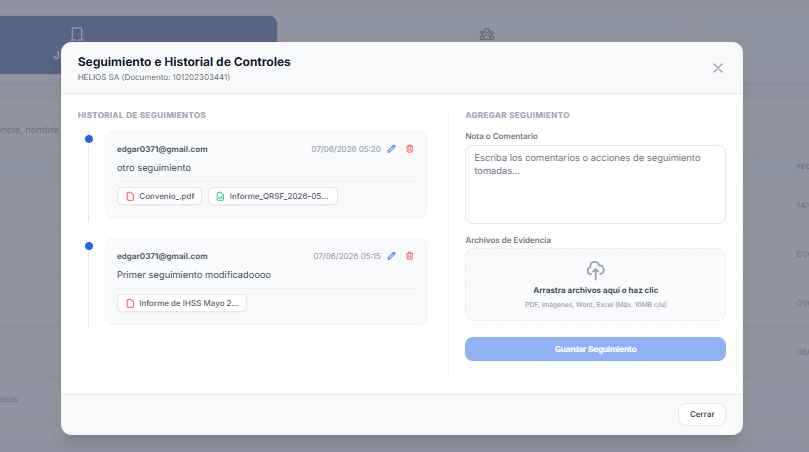 Seguimiento e Historial de Controles
HELIOS SA (Documento: 101202303441)
HISTORIAL DE SEGUIMIENTOS
edgar0371@gmail.com 07/06/2026 05:20
otro seguimiento
Convenio_.pdf Informe_QRSF_2026-05...
edgar0371@gmail.com 07/06/2026 05:15
Primer seguimiento modificadoooo
Informe de IHSS Mayo 2...
AGREGAR SEGUIMIENTO
Nota o Comentario
Escriba los comentarios o acciones de seguimiento
tomadas...
Archivos de Evidencia
Arrastra archivos aquí o haz clic
PDF, Imágenes, Word, Excel (Máx. 10MB c/u)
Guardar Seguimiento
Cerrar
encia, nombre